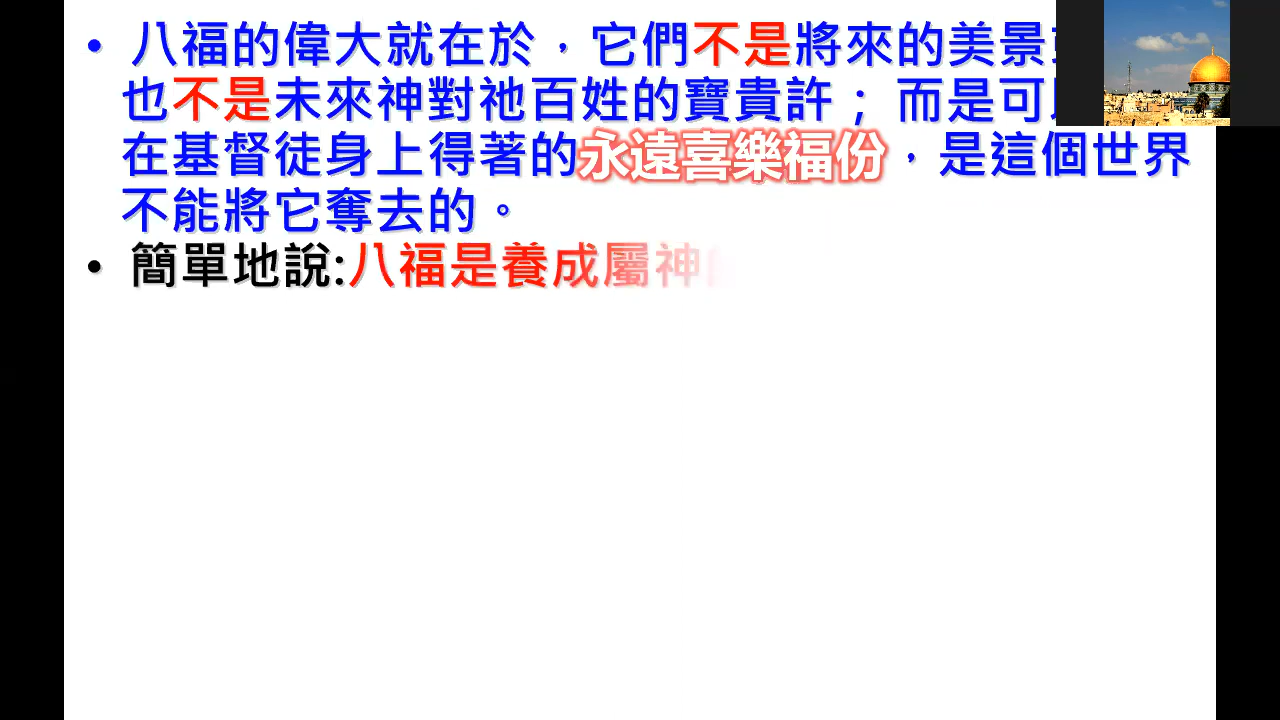 • 八福的偉大就在於，它們不是將來的美景
也不是未來神對祂百姓的寶貴許； 而是可
在基督徒身上得著的永遠喜樂福份，是這個世界
不能將它奪去的。
• 簡單地說:八福是養成屬神